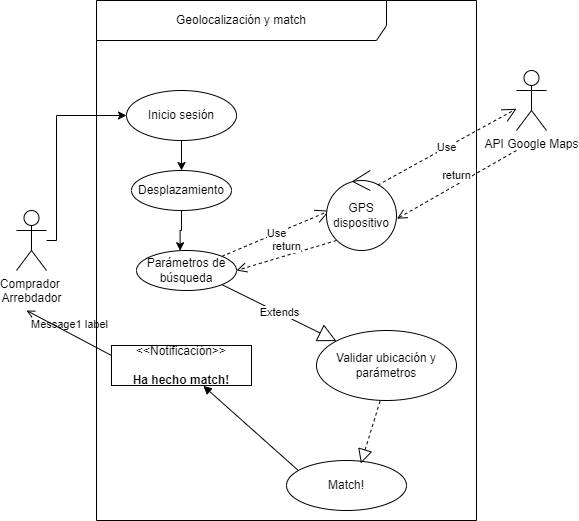 Geolocalización y match
Inicio sesión
API Google Maps
Use
return
Desplazamiento
GPS
dispositivo
Use
return
Parámetros de
búsqueda
Comprador
Arrebdador
Extends
Message1 label
<<Notificación>>
Ha hecho match!
Validar ubicación y
parámetros
Match!